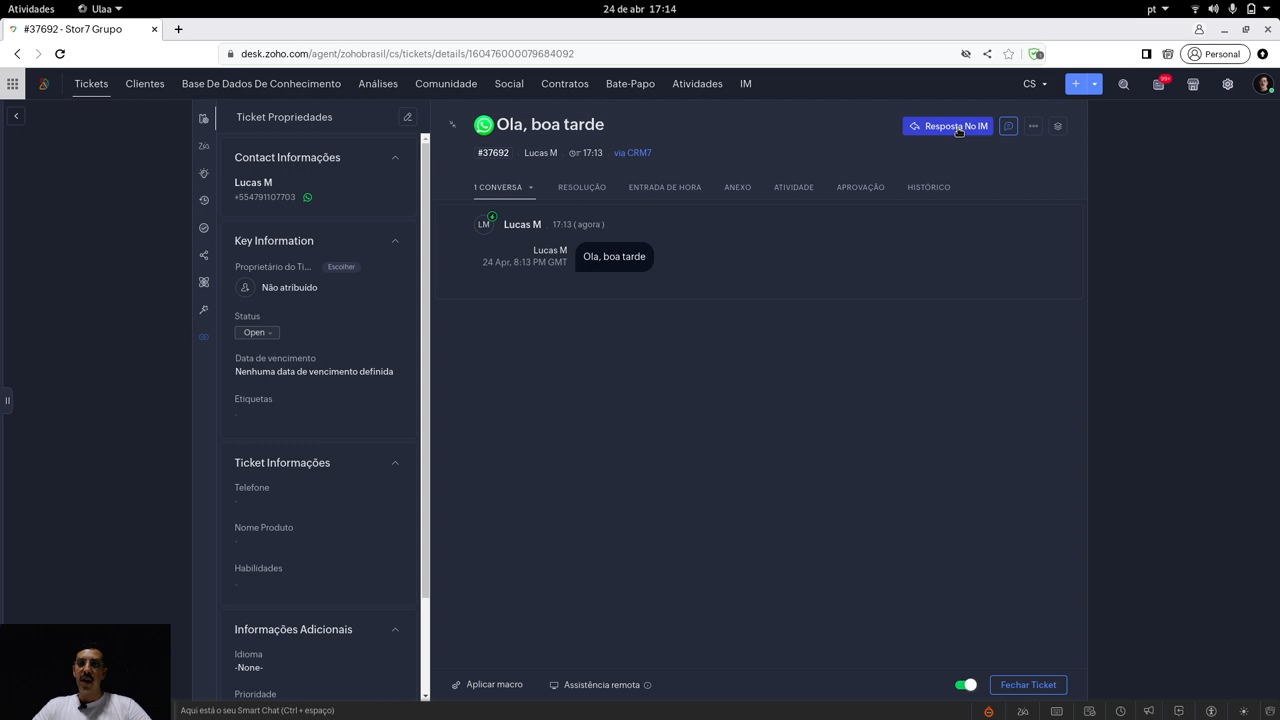 Atividades
Ulaa
24 de abr 17:14
pt
#37692 - Stor7 Grupo
desk.zoho.com/agent/zohobrasil/cs/tickets/details/160476000079684092
Personal
Tickets
Clientes
Base De Dados De Conhecimento
Análises
Comunidade
Social
Contratos
Bate-Papo
Atividades
IM
CS
99+
Ticket Propriedades
Contact Informações
Lucas M
+554791107703
Key Information
Proprietário do Ti...
Escolher
Não atribuído
Status
Open
Data de vencimento
Nenhuma data de vencimento definida
Etiquetas
-
Ticket Informações
Telefone
-
Nome Produto
-
Habilidades
-
Informações Adicionais
Idioma
-None-
Prioridade
Ola, boa tarde
Resposta No IM
#37692
Lucas M
17:13
via CRM7
1 CONVERSA
RESOLUÇÃO
ENTRADA DE HORA
ANEXO
ATIVIDADE
APROVAÇÃO
HISTÓRICO
LM
Lucas M
17:13 ( agora )
Lucas M
24 Apr, 8:13 PM GMT
Ola, boa tarde
Aplicar macro
Assistência remota
Fechar Ticket
Aqui está o seu Smart Chat (Ctrl + espaço)